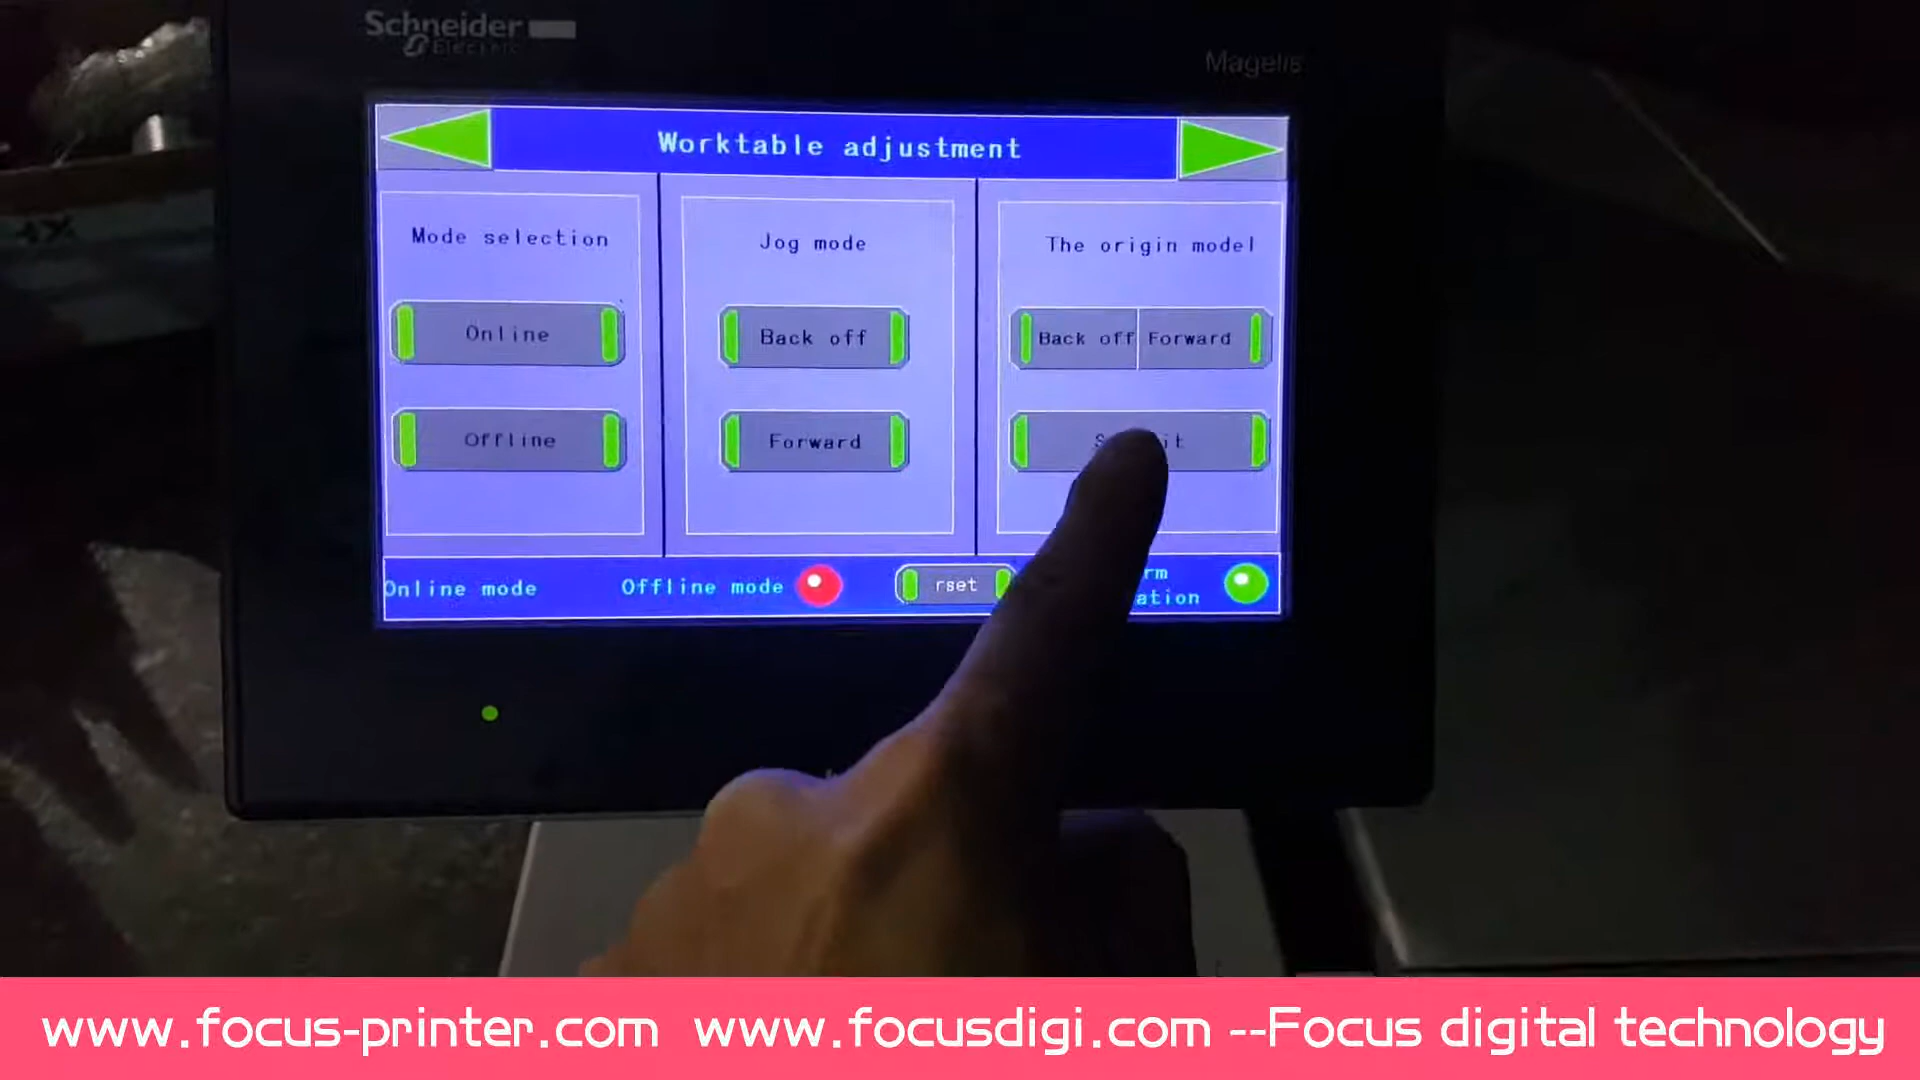 Schneider
Electric
Magelis
Worktable adjustment
Mode selection
Online
Offline
Jog mode
Back off
Forward
The origin model
Back off Forward
Online mode
Offline mode
rset
www.focus-printer.com www.focusdigi.com --Focus digital technology